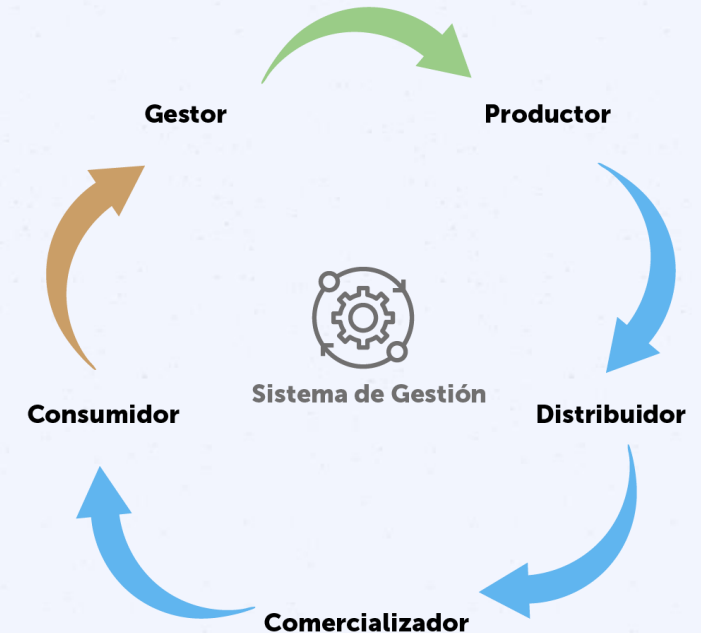 Gestor
Productor
Sistema de Gestión
Consumidor
Distribuidor
Comercializador